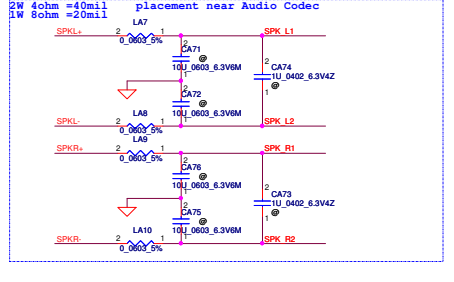 2W 4ohm =40mil placement near Audio Codec
1W 8ohm =20mil
LA7
SPKL+ 2 1 SPK_L1
0_0603_5%
2
CA71
@
10U_0603_6.3V6M
1
2
CA74
1U_0402_6.3V4Z
@
1
2
CA72
@
10U_0603_6.3V6M
1
LA8
SPKL- 2 1 SPK_L2
0_0603_5%
LA9
SPKR+ 2 1 SPK_R1
0_0603_5%
2
CA76
@
10U_0603_6.3V6M
1
2
CA73
1U_0402_6.3V4Z
@
1
2
CA75
@
10U_0603_6.3V6M
1
LA10
SPKR- 2 1 SPK_R2
0_0603_5%